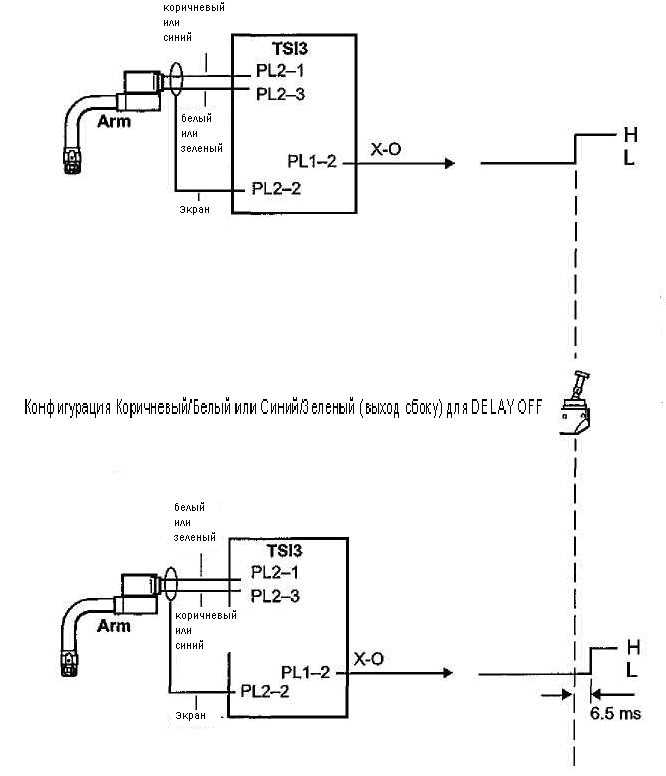 коричневый
или
синий
TSI3
PL2–1
PL2–3
Arm
белый
или
зеленый
PL1–2
X-O
H
L
PL2–2
Экран
Конфигурация Коричневый/Белый или Синий/Зеленый (выход сбоку) для DELAY OFF
белый
или
зеленый
TSI3
PL2–1
PL2–3
Arm
коричневый
или
синий
PL1–2
X-O
H
L
PL2–2
Экран
6.5 ms